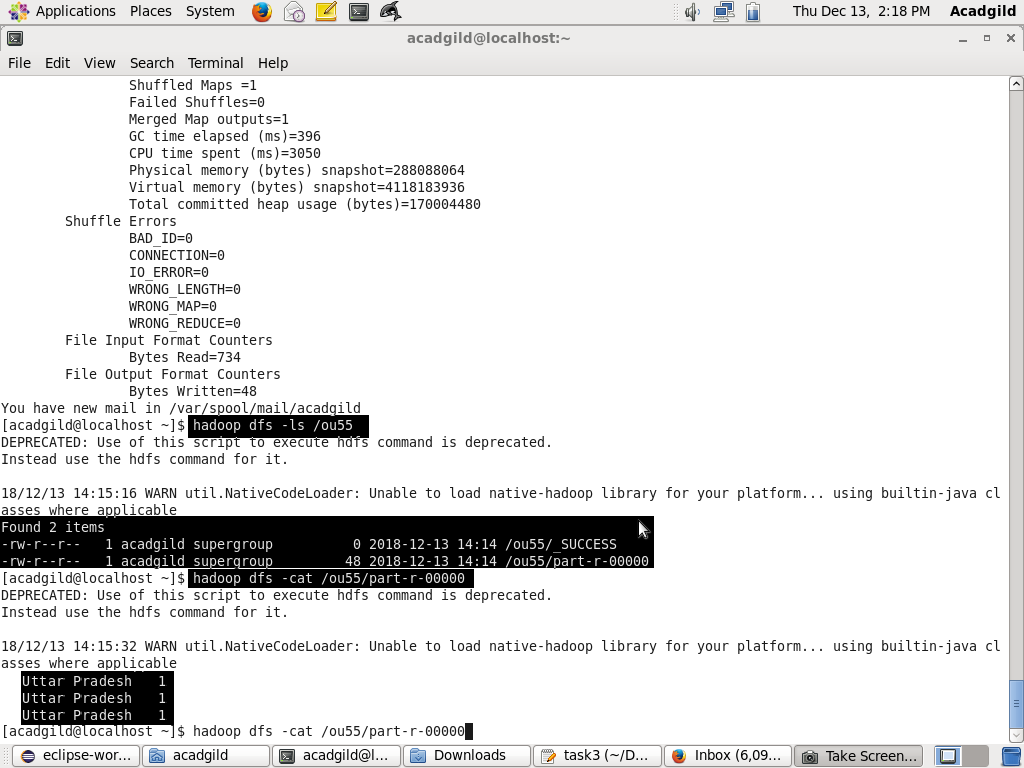 Applications Places System Thu Dec 13, 2:18 PM Acadgild
acadgild@localhost:~
File Edit View Search Terminal Help
Shuffled Maps =1
Failed Shuffles=0
Merged Map outputs=1
GC time elapsed (ms)=396
CPU time spent (ms)=3050
Physical memory (bytes) snapshot=288088064
Virtual memory (bytes) snapshot=4118183936
Total committed heap usage (bytes)=170004480
Shuffle Errors
BAD_ID=0
CONNECTION=0
IO_ERROR=0
WRONG_LENGTH=0
WRONG_MAP=0
WRONG_REDUCE=0
File Input Format Counters
Bytes Read=734
File Output Format Counters
Bytes Written=48
You have new mail in /var/spool/mail/acadgild
[acadgild@localhost ~]$ hadoop dfs -ls /ou55
DEPRECATED: Use of this script to execute hdfs command is deprecated.
Instead use the hdfs command for it.
18/12/13 14:15:16 WARN util.NativeCodeLoader: Unable to load native-hadoop library for your platform... using builtin-java cl
asses where applicable
Found 2 items
-rw-r--r-- 1 acadgild supergroup 0 2018-12-13 14:14 /ou55/_SUCCESS
-rw-r--r-- 1 acadgild supergroup 48 2018-12-13 14:14 /ou55/part-r-00000
[acadgild@localhost ~]$ hadoop dfs -cat /ou55/part-r-00000
DEPRECATED: Use of this script to execute hdfs command is deprecated.
Instead use the hdfs command for it.
18/12/13 14:15:32 WARN util.NativeCodeLoader: Unable to load native-hadoop library for your platform... using builtin-java cl
asses where applicable
Uttar Pradesh 1
Uttar Pradesh 1
Uttar Pradesh 1
[acadgild@localhost ~]$ hadoop dfs -cat /ou55/part-r-00000
eclipse-wor... acadgild acadgild@l... Downloads task3 (~/D... Inbox (6,09... Take Screen...